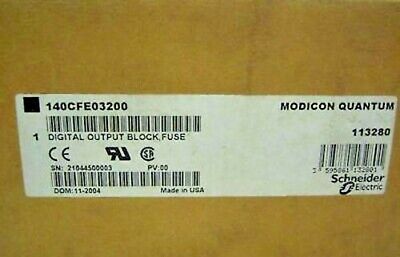 140CFE03200
MODICON QUANTUM
1 DIGITAL OUTPUT BLOCK,FUSE
113280
SN: 21044500003
PV:00
DOM:11-2004
Made in USA
Schneider
Electric